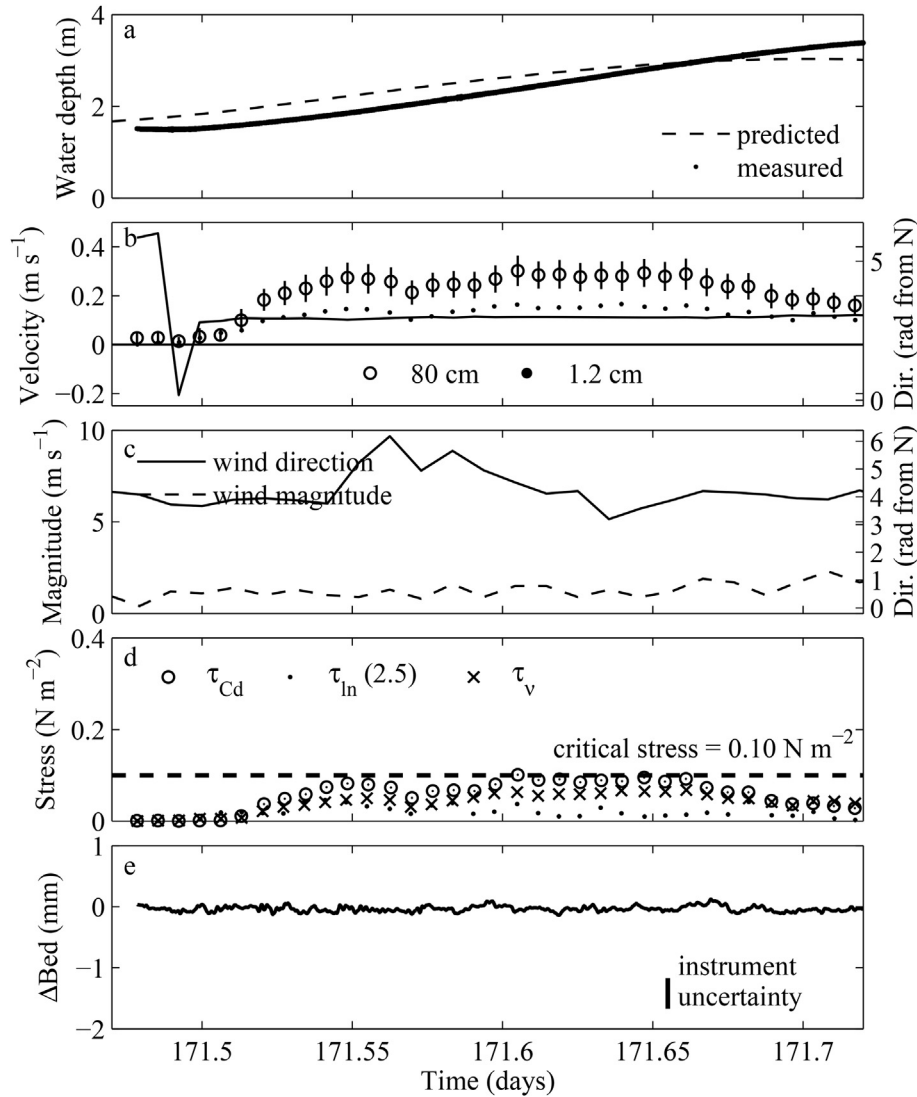 a
Water depth (m)
4
2
0
predicted
measured
b
Velocity (m s⁻¹)
0.4
0.2
0
−0.2
80 cm
1.2 cm
5
0
Dir. (rad from N)
c
Magnitude (m s⁻¹)
10
5
0
wind direction
wind magnitude
6
5
4
3
2
1
0
Dir. (rad from N)
d
Stress (N m⁻²)
0.4
0.2
0
τCd
τln (2.5)
τν
critical stress = 0.10 N m⁻²
e
ΔBed (mm)
1
0
−1
−2
instrument
uncertainty
171.5
171.55
171.6
171.65
171.7
Time (days)